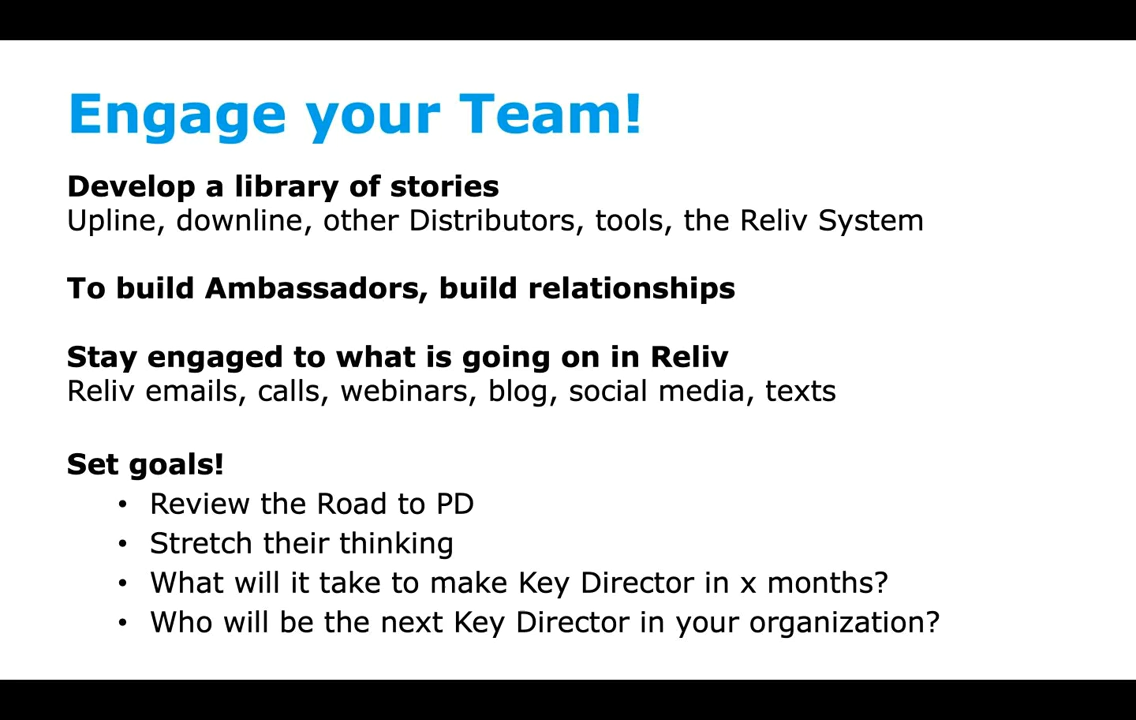 Engage your Team!
Develop a library of stories
Upline, downline, other Distributors, tools, the Reliv System
To build Ambassadors, build relationships
Stay engaged to what is going on in Reliv
Reliv emails, calls, webinars, blog, social media, texts
Set goals!
• Review the Road to PD
• Stretch their thinking
• What will it take to make Key Director in x months?
• Who will be the next Key Director in your organization?